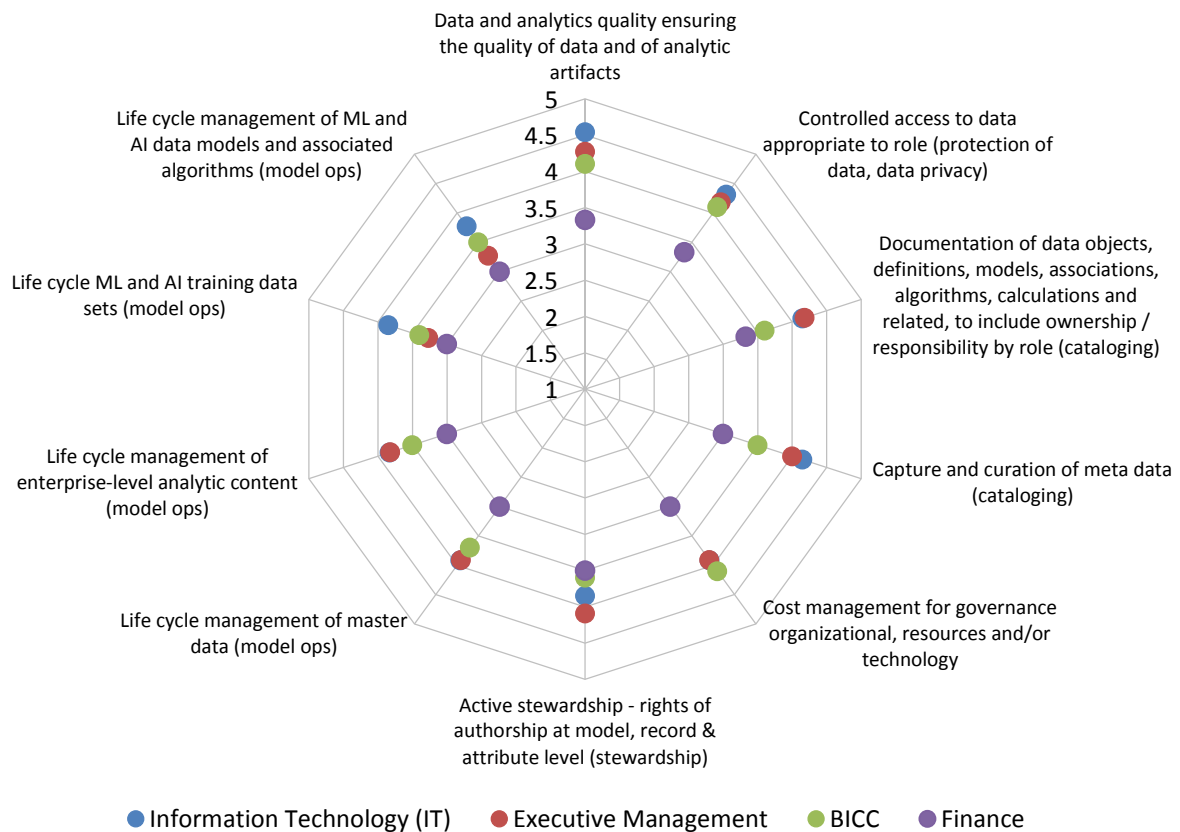 Data and analytics quality ensuring
the quality of data and of analytic
artifacts
Life cycle management of ML and
AI data models and associated
algorithms (model ops)
Controlled access to data
appropriate to role (protection of
data, data privacy)
Life cycle ML and AI training data
sets (model ops)
Documentation of data objects,
definitions, models, associations,
algorithms, calculations and
related, to include ownership /
responsibility by role (cataloging)
5
4.5
4
3.5
3
2.5
2
1.5
1
Life cycle management of
enterprise-level analytic content
(model ops)
Capture and curation of meta data
(cataloging)
Life cycle management of master
data (model ops)
Cost management for governance
organizational, resources and/or
technology
Active stewardship - rights of
authorship at model, record &
attribute level (stewardship)
Information Technology (IT) Executive Management BICC Finance